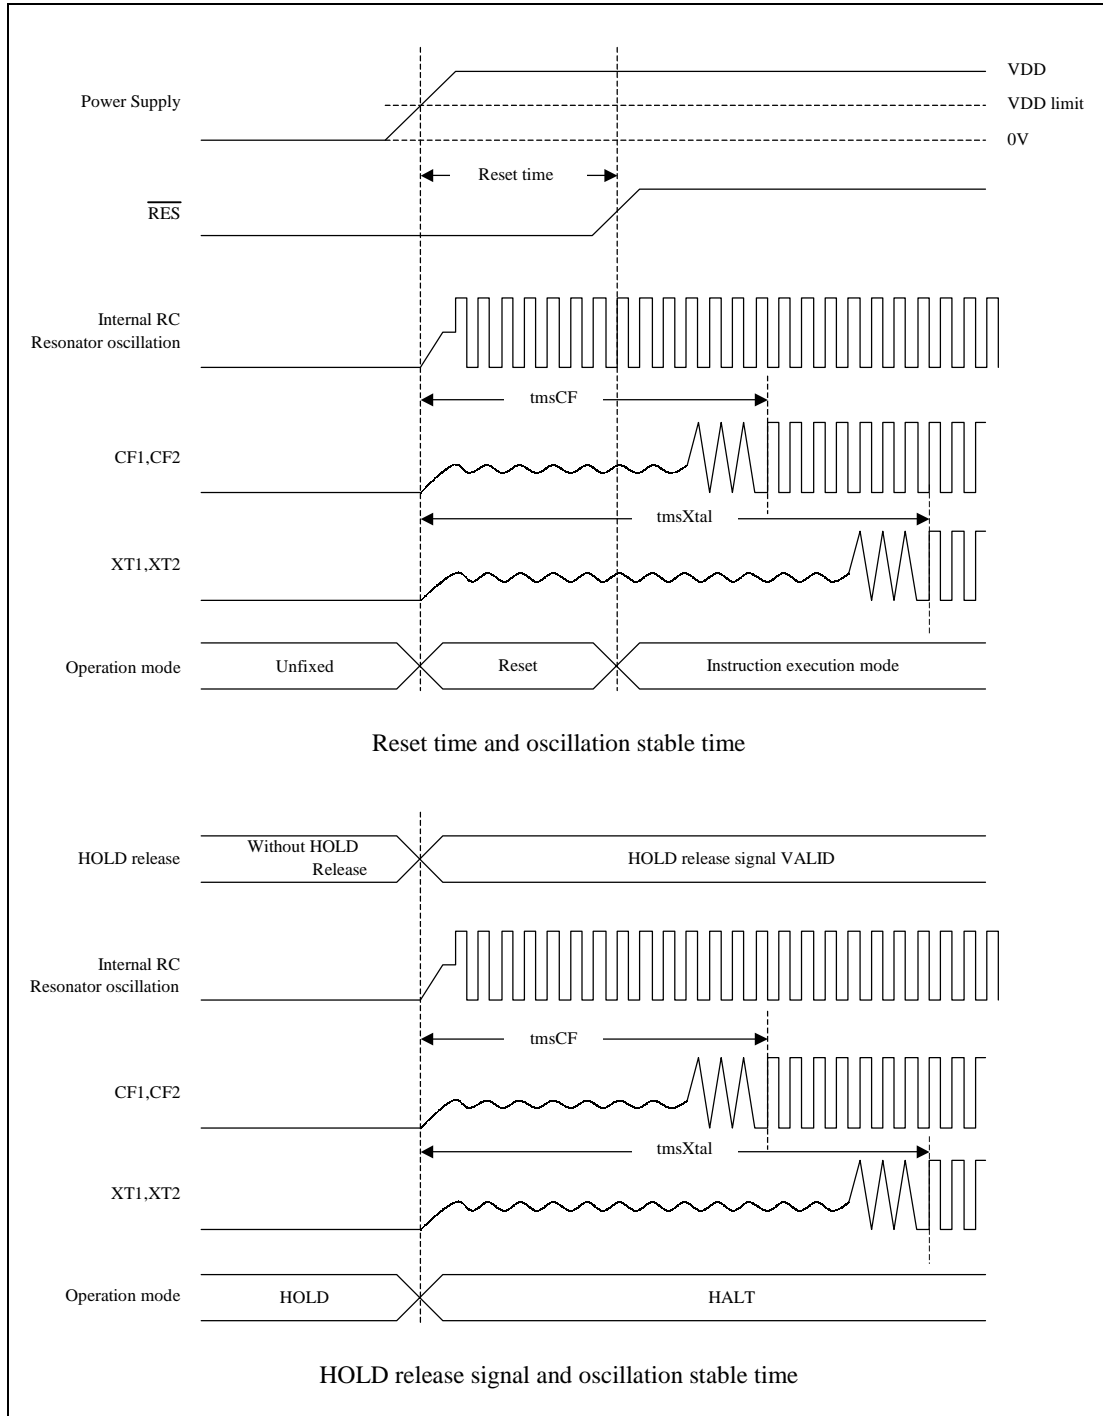 VDD
Power Supply
VDD limit
0V
Reset time
RES
Internal RC
Resonator oscillation
tmsCF
CF1,CF2
tmsXtal
XT1,XT2
Operation mode
Unfixed
Reset
Instruction execution mode
Reset time and oscillation stable time
HOLD release
Without HOLD
Release
HOLD release signal VALID
Internal RC
Resonator oscillation
tmsCF
CF1,CF2
tmsXtal
XT1,XT2
Operation mode
HOLD
HALT
HOLD release signal and oscillation stable time